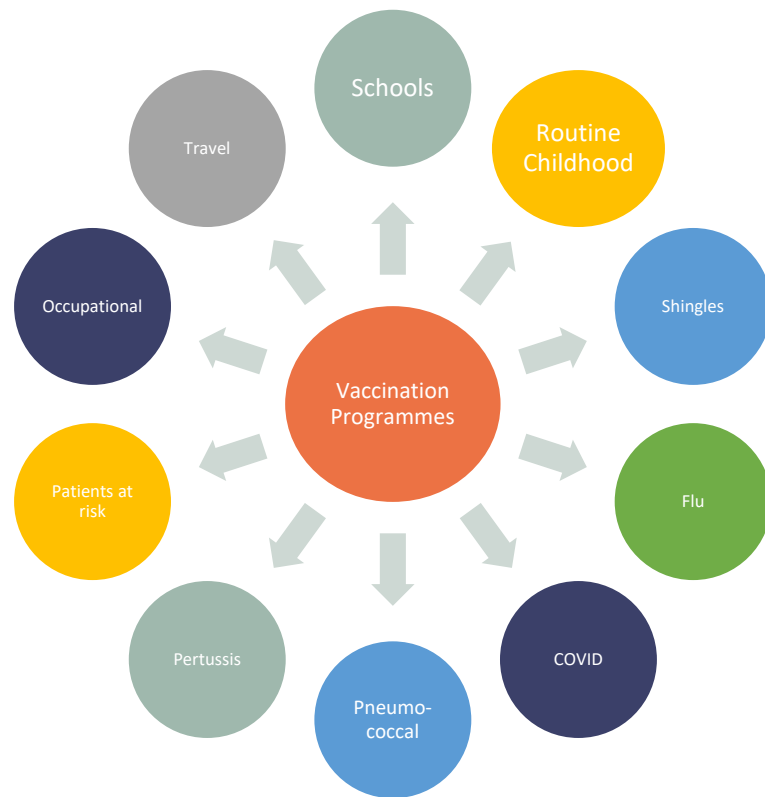 Schools
Routine
Childhood
Travel
Occupational
Shingles
Vaccination
Programmes
Patients at
risk
Flu
Pertussis
COVID
Pneumo-
coccal